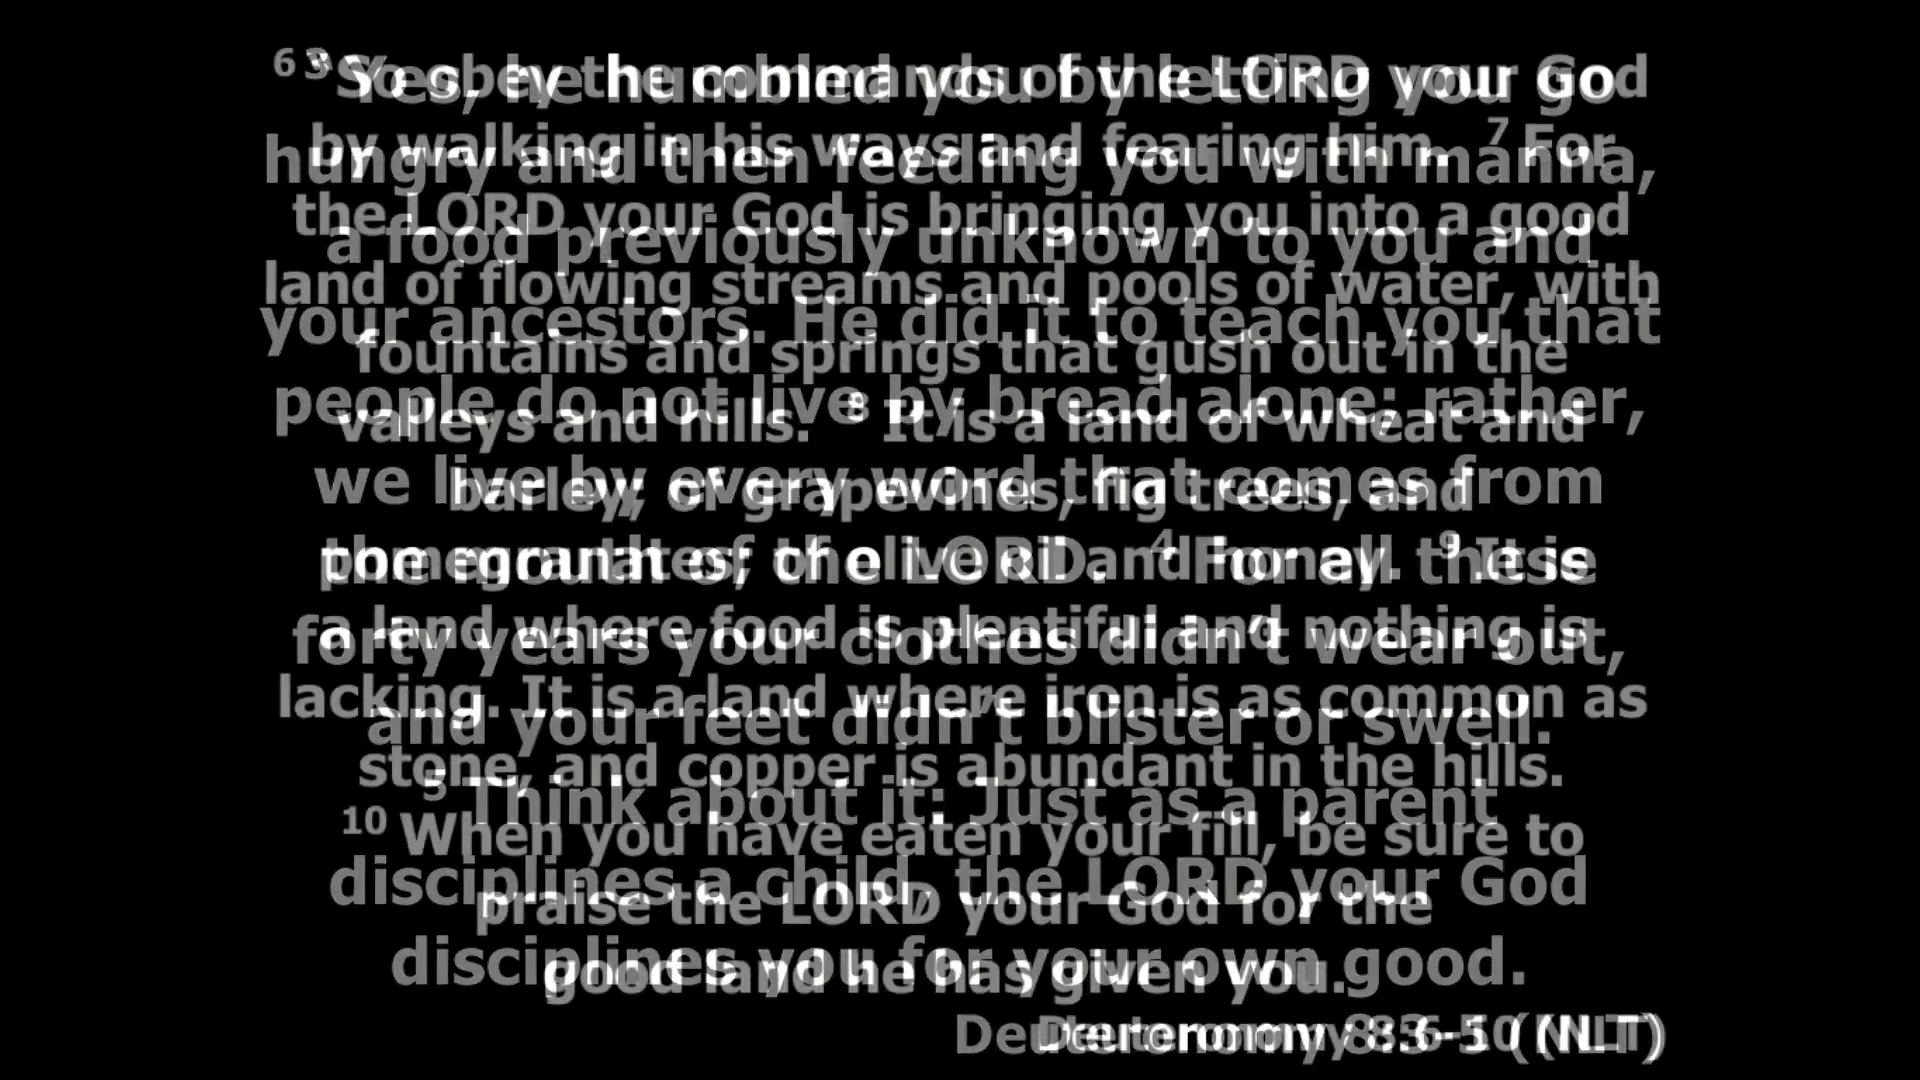 ³ Yes, he humbled you by letting you go
hungry and then feeding you with manna,
a food previously unknown to you and
your ancestors. He did it to teach you that
people do not live by bread alone; rather,
we live by every word that comes from
the mouth of the LORD. ⁴ For all these
forty years your clothes didn’t wear out,
and your feet didn’t blister or swell.
⁵ Think about it: Just as a parent
disciplines a child, the LORD your God
disciplines you for your own good.
Deuteronomy 8:3-5 (NLT)
⁶ “So obey the commands of the LORD your God
by walking in his ways and fearing him. ⁷ For
the LORD your God is bringing you into a good
land of flowing streams and pools of water, with
fountains and springs that gush out in the
valleys and hills. ⁸ It is a land of wheat and
barley; of grapevines, fig trees, and
pomegranates; of olive oil and honey. ⁹ It is
a land where food is plentiful and nothing is
lacking. It is a land where iron is as common as
stone, and copper is abundant in the hills.
¹⁰ When you have eaten your fill, be sure to
praise the LORD your God for the
good land he has given you.
Deuteronomy 8:6-10 (NLT)